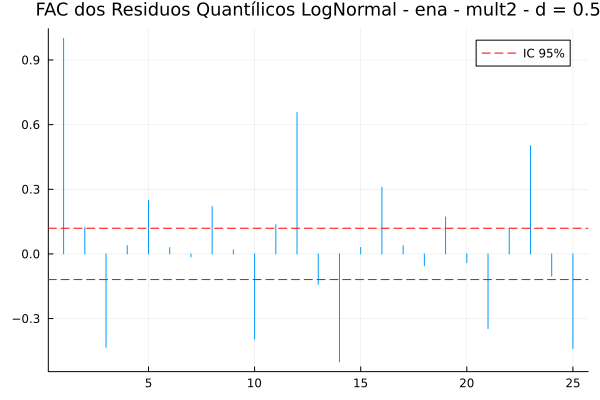 FAC dos Residuos Quantílicos LogNormal - ena - mult2 - d = 0.5
IC 95%
0.9
0.6
0.3
0.0
−0.3
5 10 15 20 25